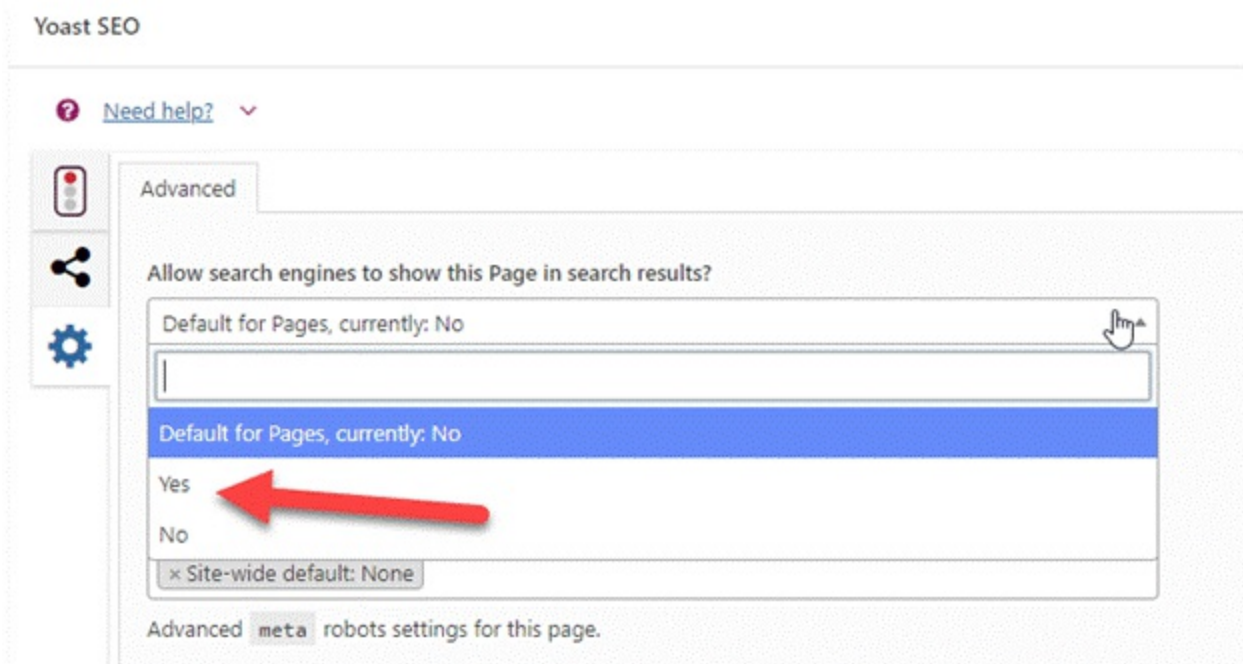 Yoast SEO
Need help?
Advanced
Allow search engines to show this Page in search results?
Default for Pages, currently: No
Default for Pages, currently: No
Yes
No
× Site-wide default: None
Advanced meta robots settings for this page.